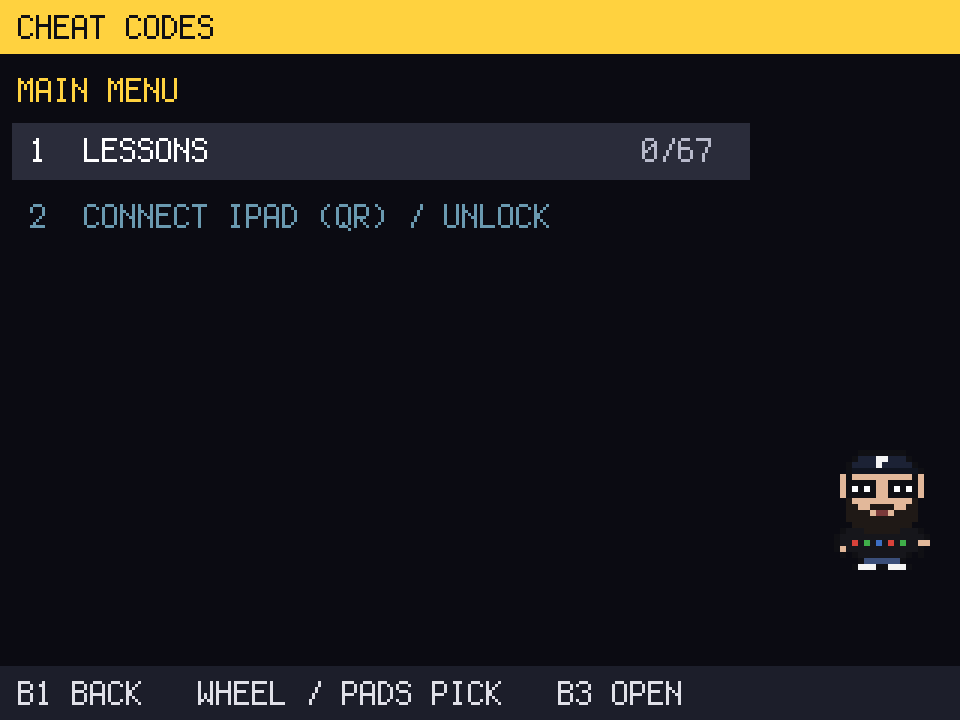 CHEAT CODES
MAIN MENU
1 LESSONS 0/67
2 CONNECT IPAD (QR) / UNLOCK
B1 BACK WHEEL / PADS PICK B3 OPEN